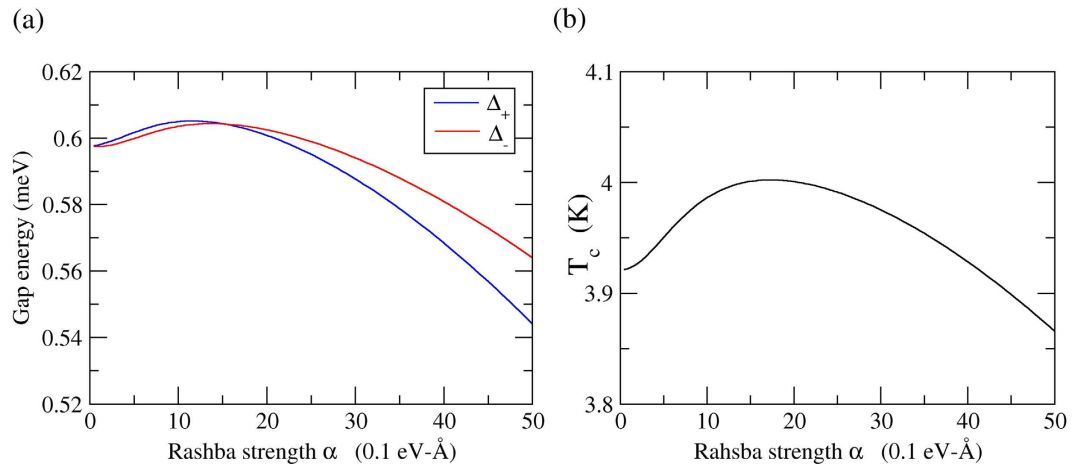 (a)
0.62
0.6
0.58
0.56
0.54
0.52
Gap energy (meV)
Δ+
Δ-
0
10
20
30
40
50
Rashba strength α (0.1 eV-Å)
(b)
4.1
4
3.9
3.8
T_c (K)
0
10
20
30
40
50
Rahsba strength α (0.1 eV-Å)